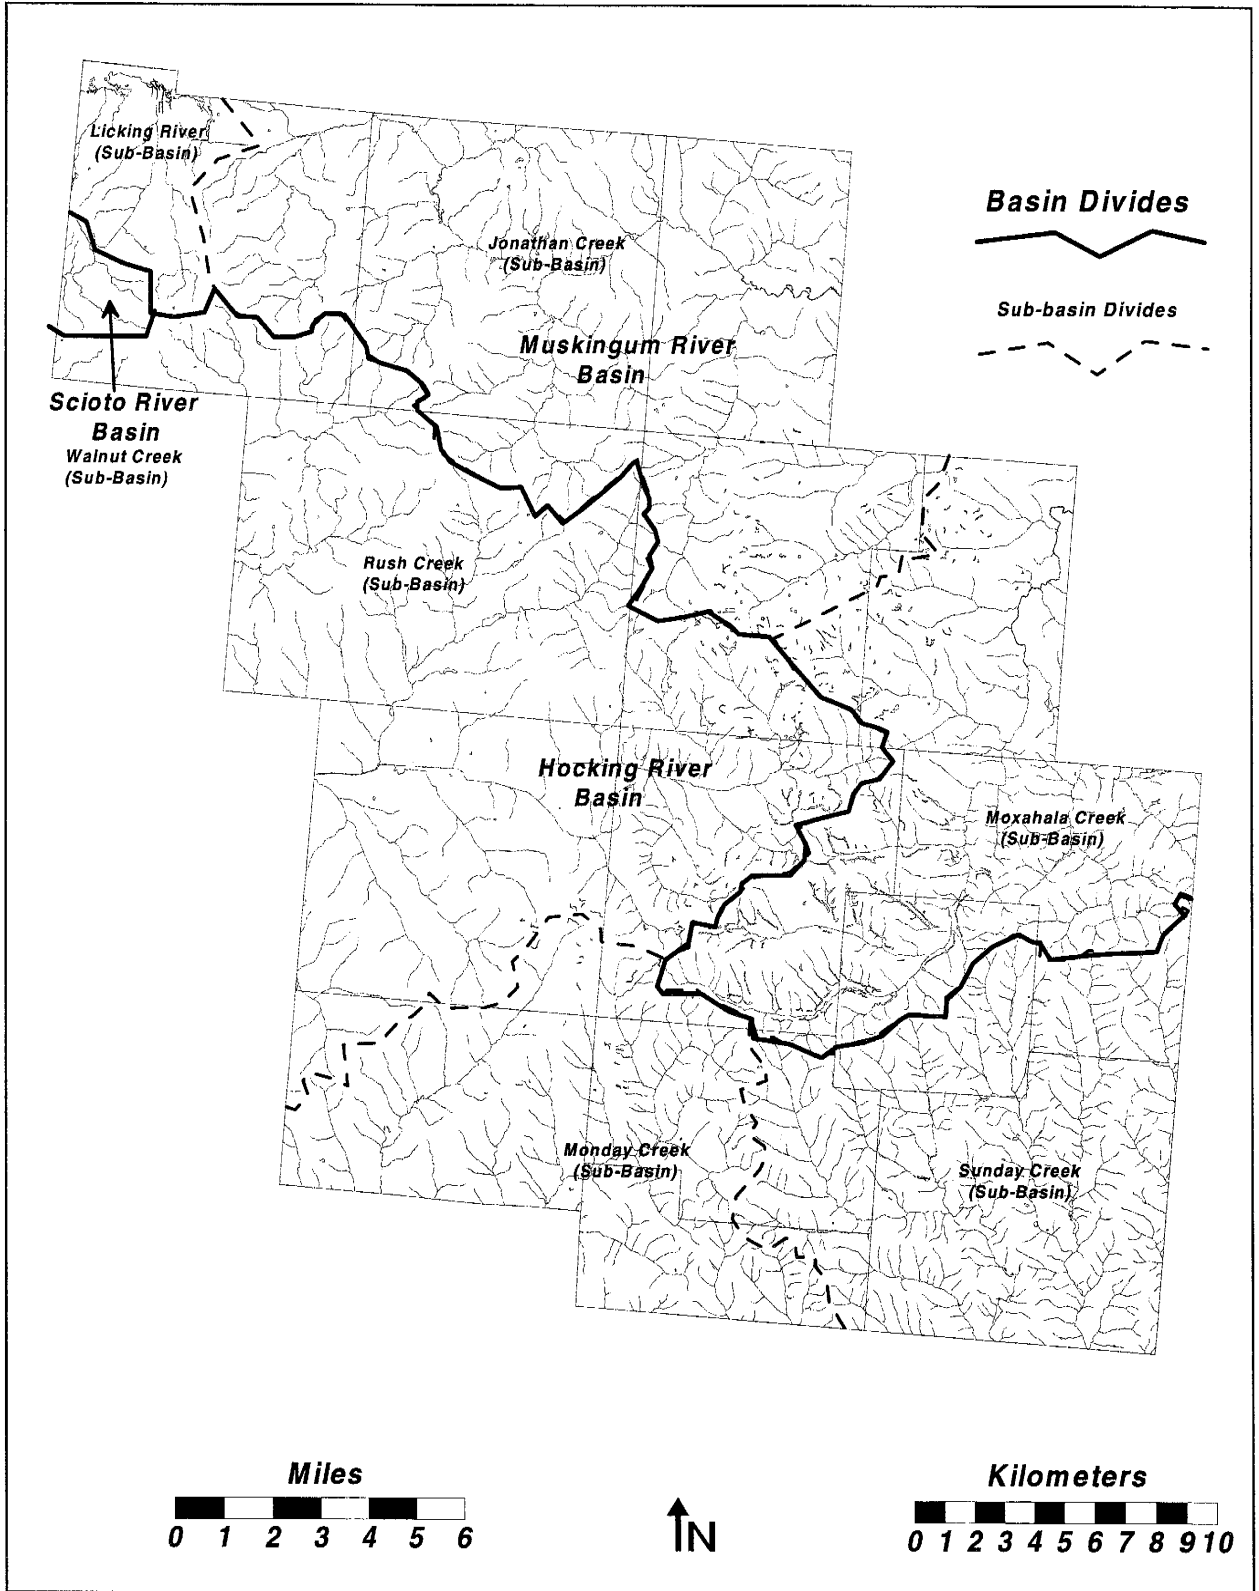 Licking River
(Sub-Basin)
Basin Divides
Jonathan Creek
(Sub-Basin)
Sub-basin Divides
Muskingum River
Basin
Scioto River
Basin
Walnut Creek
(Sub-Basin)
Rush Creek
(Sub-Basin)
Hocking River
Basin
Moxahala Creek
(Sub-Basin)
Monday Creek
(Sub-Basin)
Sunday Creek
(Sub-Basin)
Miles
0 1 2 3 4 5 6
N
Kilometers
0 1 2 3 4 5 6 7 8 9 10